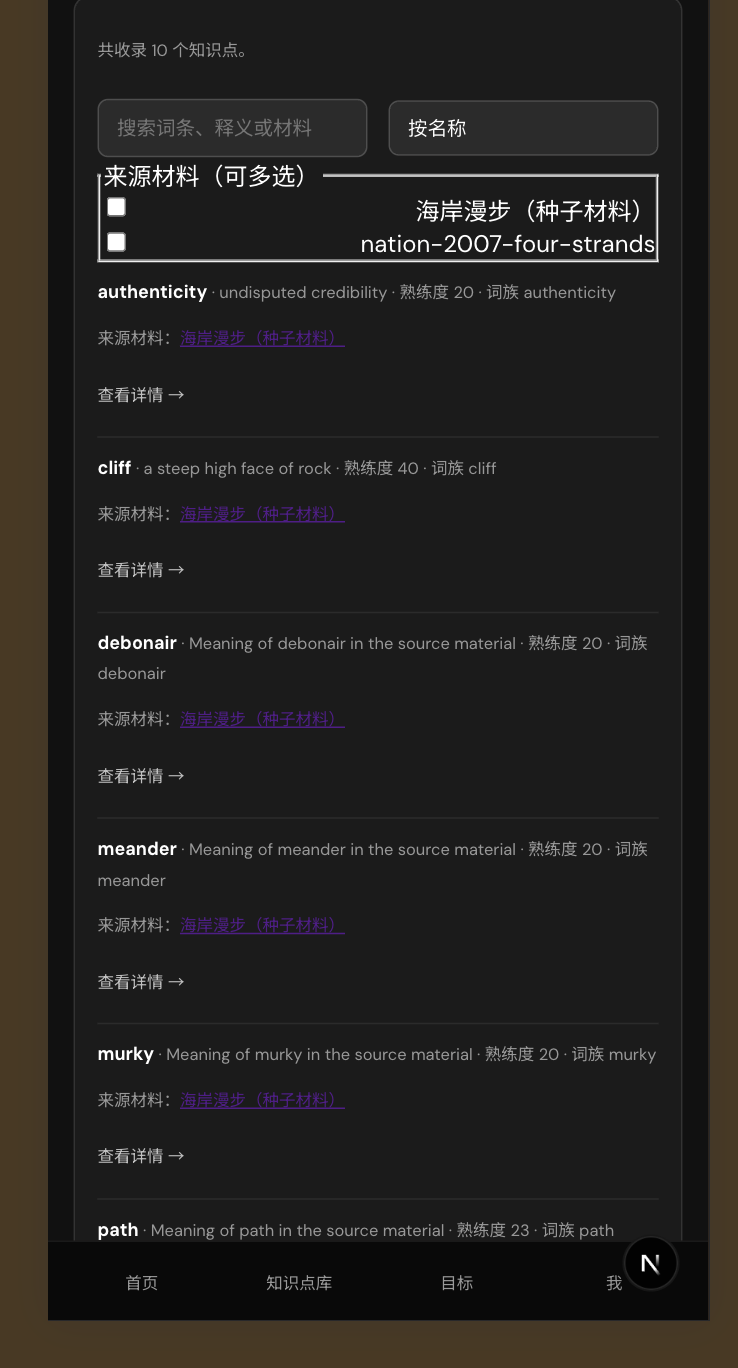 共收录 10 个知识点。
搜索词条、释义或材料
按名称
来源材料（可多选）
海岸漫步（种子材料）
nation-2007-four-strands
authenticity · undisputed credibility · 熟练度 20 · 词族 authenticity
来源材料：海岸漫步（种子材料）
查看详情 →
cliff · a steep high face of rock · 熟练度 40 · 词族 cliff
来源材料：海岸漫步（种子材料）
查看详情 →
debonair · Meaning of debonair in the source material · 熟练度 20 · 词族
debonair
来源材料：海岸漫步（种子材料）
查看详情 →
meander · Meaning of meander in the source material · 熟练度 20 · 词族
meander
来源材料：海岸漫步（种子材料）
查看详情 →
murky · Meaning of murky in the source material · 熟练度 20 · 词族 murky
来源材料：海岸漫步（种子材料）
查看详情 →
path · Meaning of path in the source material · 熟练度 23 · 词族 path
首页 知识点库 目标 我 N